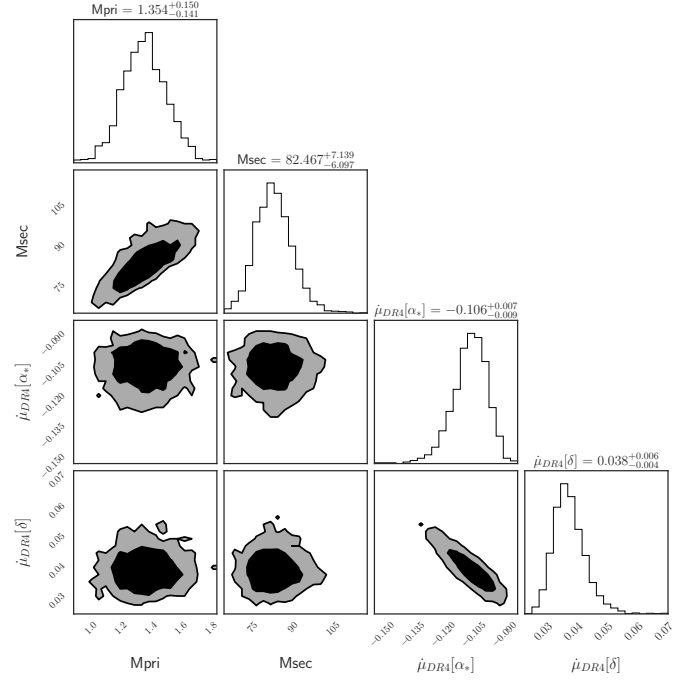 Mpri = 1.354^{+0.150}_{-0.141}
Msec = 82.467^{+7.139}_{-6.097}
105
90
75
Msec
μ̇_{DR4}[α_*] = −0.106^{+0.007}_{-0.009}
−0.090
−0.105
−0.120
−0.135
−0.150
μ̇_{DR4}[α_*]
μ̇_{DR4}[δ] = 0.038^{+0.006}_{-0.004}
0.07
0.06
0.05
0.04
0.03
μ̇_{DR4}[δ]
1.0 1.2 1.4 1.6 1.8 75 90 105 −0.150 −0.135 −0.120 −0.105 −0.090 0.03 0.04 0.05 0.06 0.07
Mpri Msec μ̇_{DR4}[α_*] μ̇_{DR4}[δ]